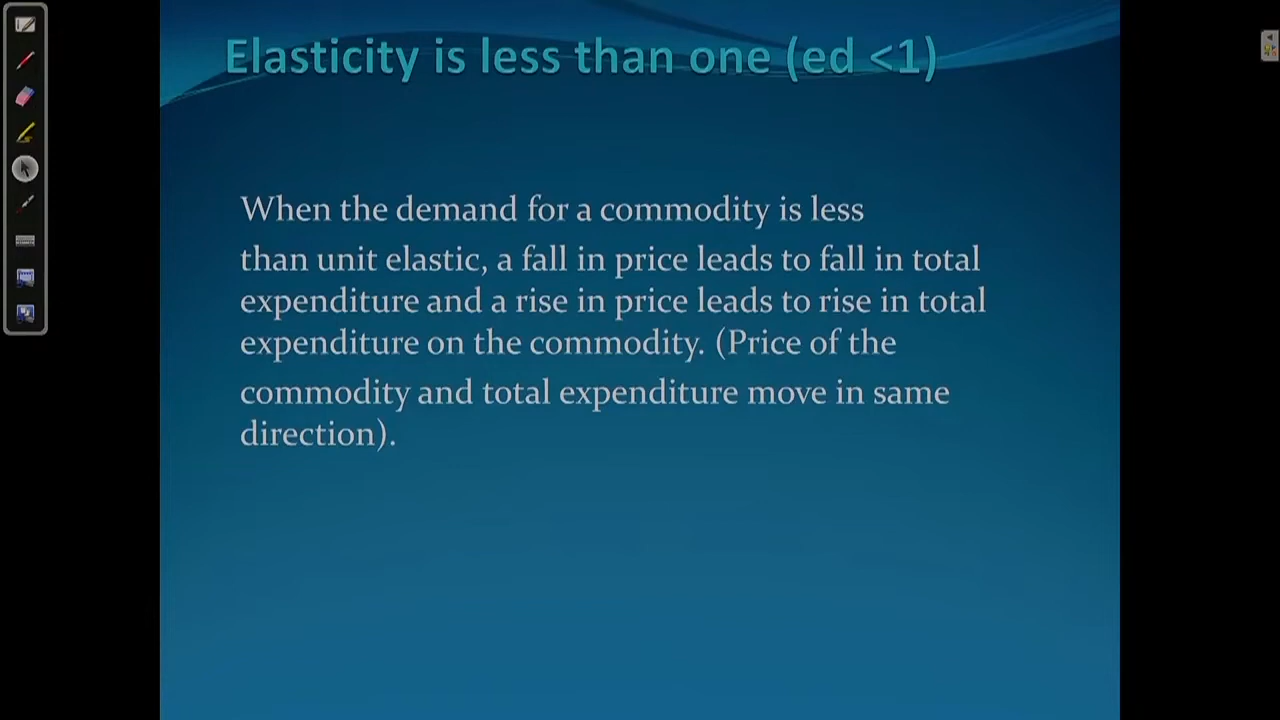 Elasticity is less than one (ed <1)
When the demand for a commodity is less
than unit elastic, a fall in price leads to fall in total
expenditure and a rise in price leads to rise in total
expenditure on the commodity. (Price of the
commodity and total expenditure move in same
direction).